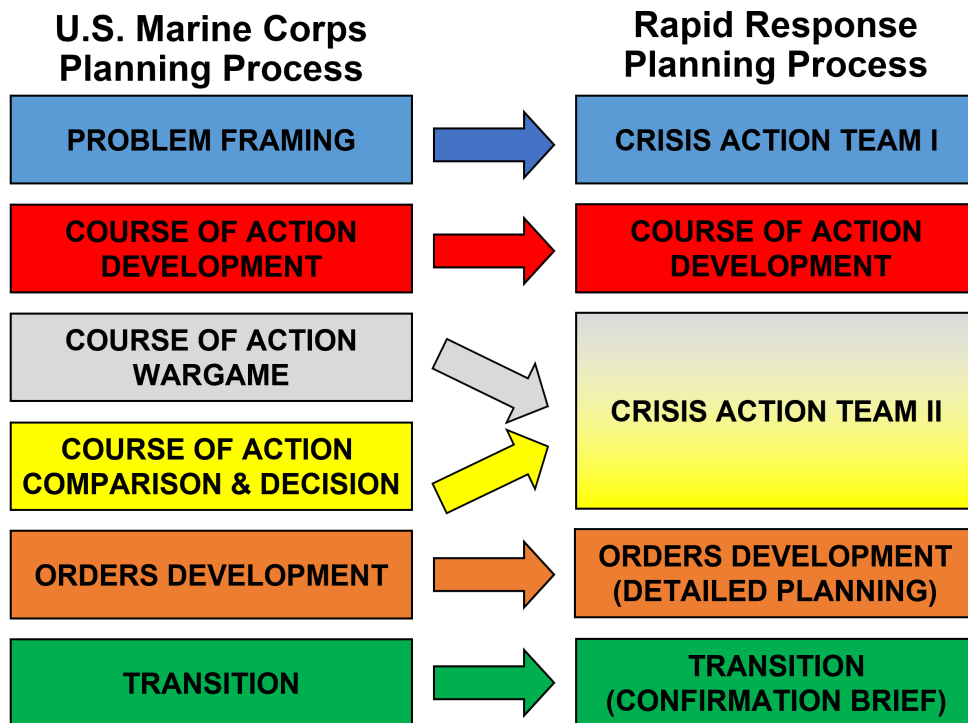 U.S. Marine Corps
Planning Process
Rapid Response
Planning Process
PROBLEM FRAMING
CRISIS ACTION TEAM I
COURSE OF ACTION
DEVELOPMENT
COURSE OF ACTION
DEVELOPMENT
COURSE OF ACTION
WARGAME
CRISIS ACTION TEAM II
COURSE OF ACTION
COMPARISON & DECISION
ORDERS DEVELOPMENT
ORDERS DEVELOPMENT
(DETAILED PLANNING)
TRANSITION
TRANSITION
(CONFIRMATION BRIEF)